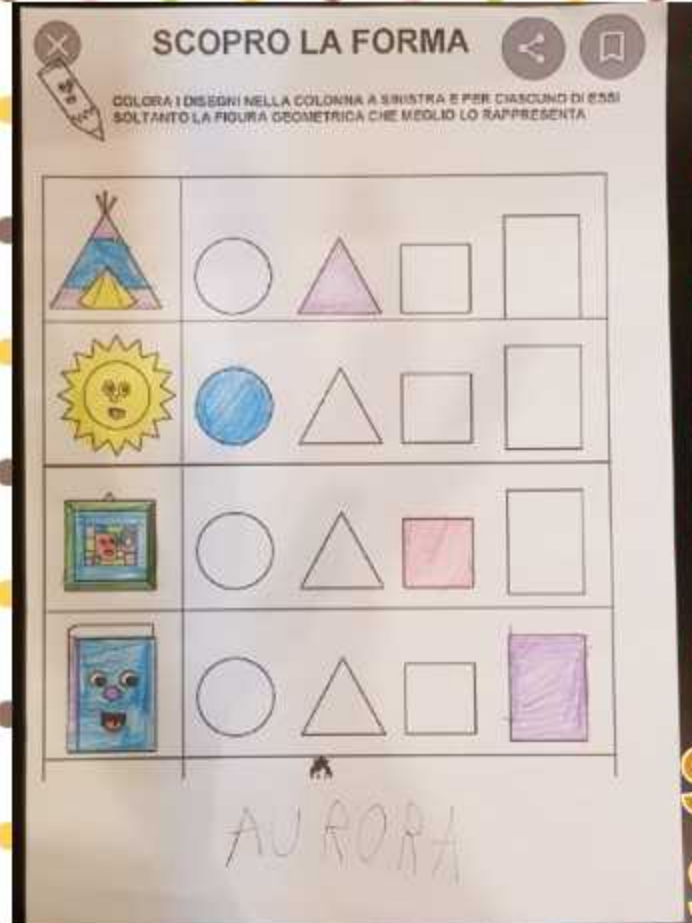 SCOPRO LA FORMA
COLORA I DISEGNI NELLA COLONNA A SINISTRA E PER CIASCUNO DI ESSI
SOLTANTO LA FIGURA GEOMETRICA CHE MEGLIO LO RAPPRESENTA
AURORA